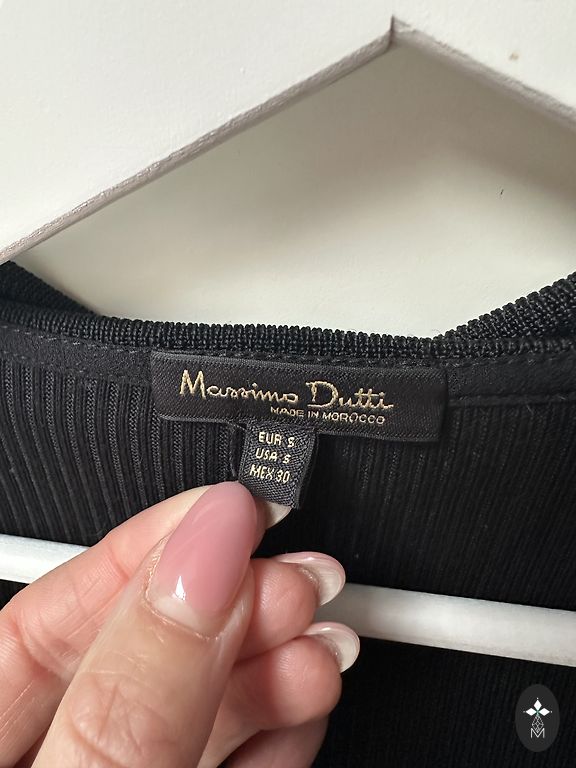 Massimo Dutti
MADE IN MOROCCO
EUR S
USA S
MEX 30
M